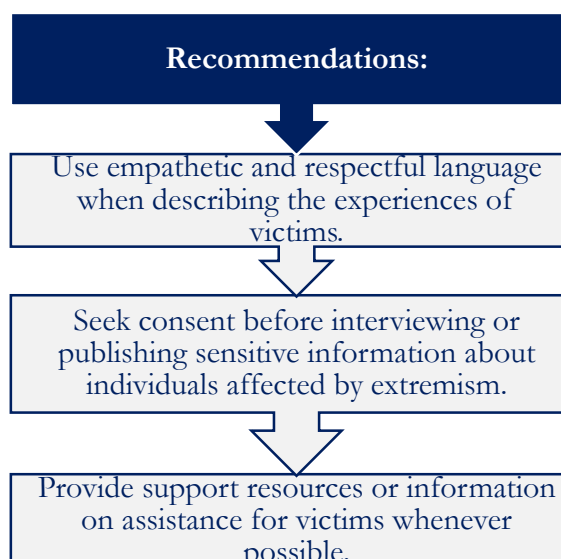 Recommendations:
Use empathetic and respectful language
when describing the experiences of
victims.
Seek consent before interviewing or
publishing sensitive information about
individuals affected by extremism.
Provide support resources or information
on assistance for victims whenever
possible.